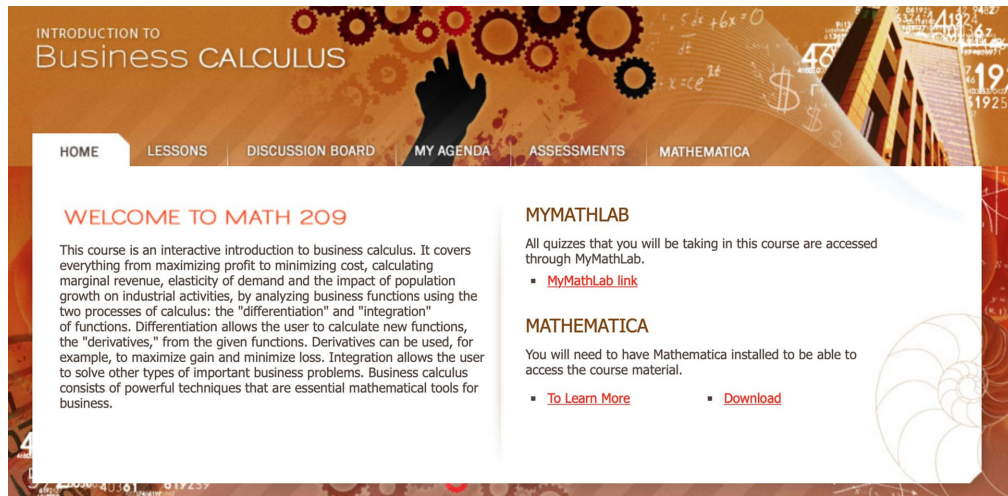 INTRODUCTION TO
Business CALCULUS
HOME
LESSONS
DISCUSSION BOARD
MY AGENDA
ASSESSMENTS
MATHEMATICA
WELCOME TO MATH 209
This course is an interactive introduction to business calculus. It covers
everything from maximizing profit to minimizing cost, calculating
marginal revenue, elasticity of demand and the impact of population
growth on industrial activities, by analyzing business functions using the
two processes of calculus: the "differentiation" and "integration"
of functions. Differentiation allows the user to calculate new functions,
the "derivatives," from the given functions. Derivatives can be used, for
example, to maximize gain and minimize loss. Integration allows the user
to solve other types of important business problems. Business calculus
consists of powerful techniques that are essential mathematical tools for
business.
MYMATHLAB
All quizzes that you will be taking in this course are accessed
through MyMathLab.
▪ MyMathLab link
MATHEMATICA
You will need to have Mathematica installed to be able to
access the course material.
▪ To Learn More
▪ Download